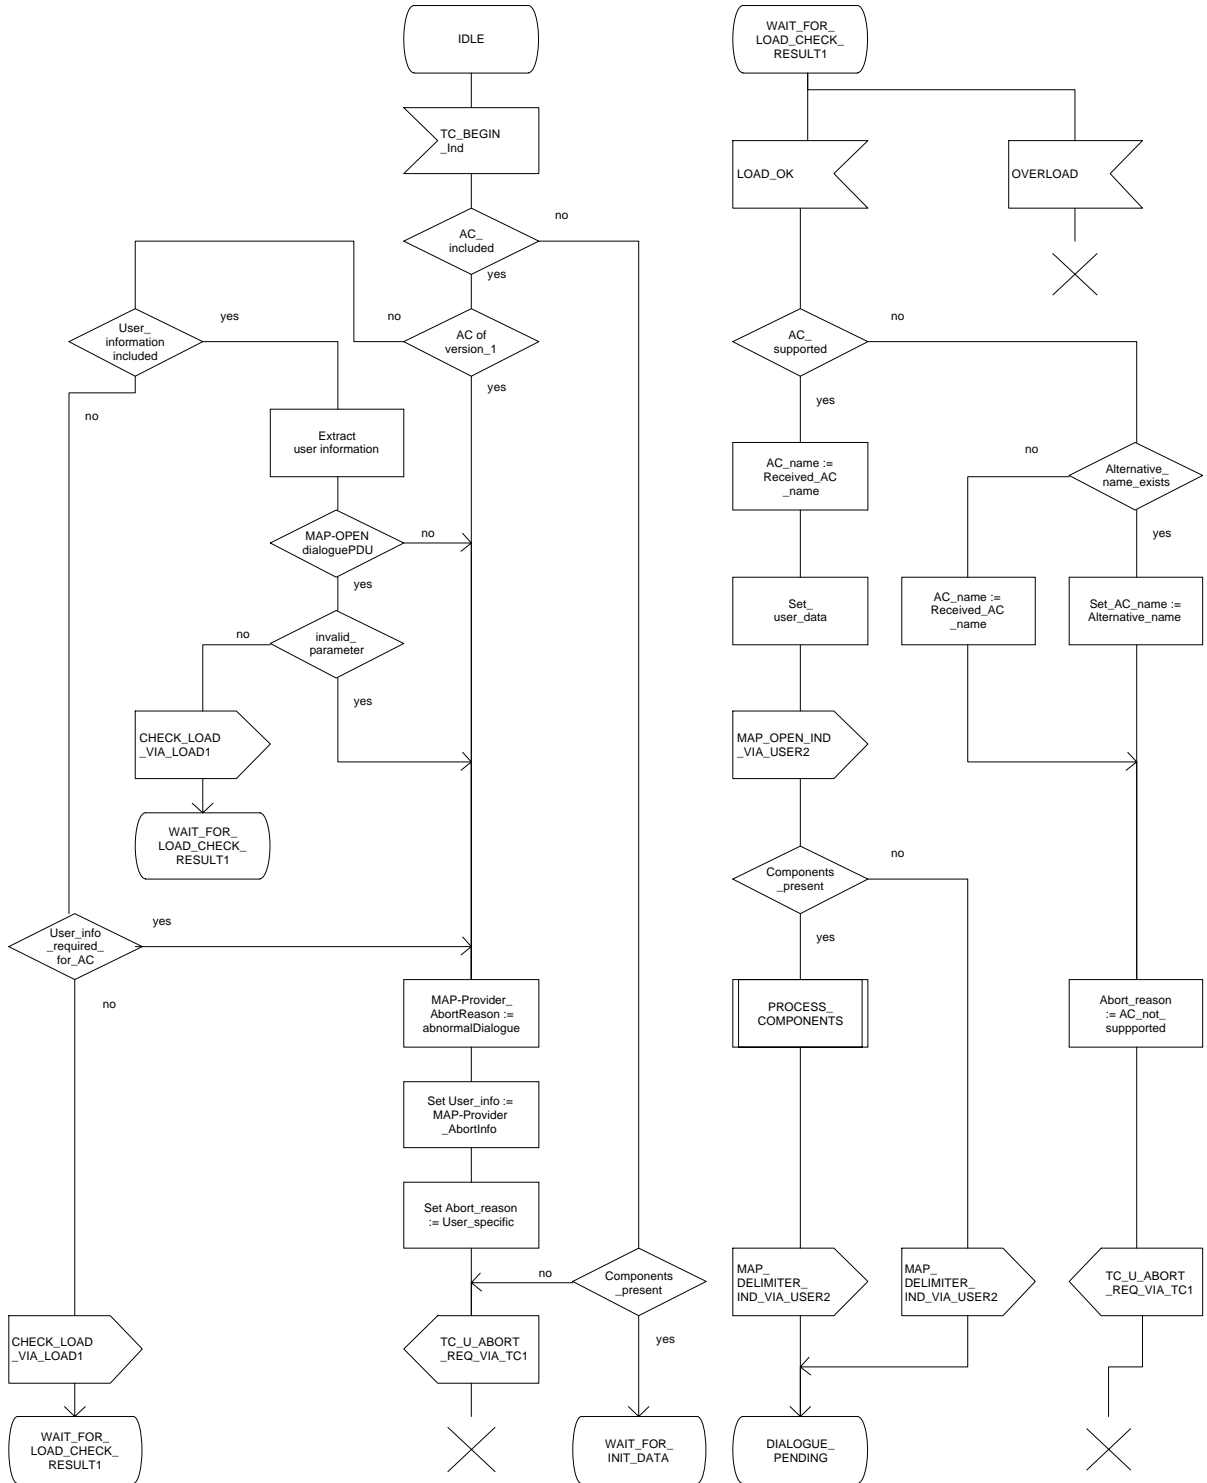 IDLE
TC_BEGIN
_Ind
AC_
included
no
yes
AC of
version_1
no
yes
User_
information
included
yes
no
Extract
user information
MAP-OPEN
dialoguePDU
no
yes
invalid_
parameter
no
yes
CHECK_LOAD
_VIA_LOAD1
WAIT_FOR_
LOAD_CHECK_
RESULT1
User_info
_required_
for_AC
yes
no
MAP-Provider_
AbortReason :=
abnormalDialogue
Set User_info :=
MAP-Provider
_AbortInfo
Set Abort_reason
:= User_specific
Components
_present
no
yes
TC_U_ABORT
_REQ_VIA_TC1
CHECK_LOAD
_VIA_LOAD1
WAIT_FOR_
LOAD_CHECK_
RESULT1
WAIT_FOR_
INIT_DATA
WAIT_FOR_
LOAD_CHECK_
RESULT1
LOAD_OK
OVERLOAD
AC_
supported
no
yes
AC_name :=
Received_AC
_name
Alternative_
name_exists
no
yes
Set_
user_data
AC_name :=
Received_AC
_name
Set_AC_name :=
Alternative_name
MAP_OPEN_IND
_VIA_USER2
Components
_present
no
yes
PROCESS_
COMPONENTS
Abort_reason
:= AC_not_
suppported
MAP_
DELIMITER_
IND_VIA_USER2
MAP_
DELIMITER_
IND_VIA_USER2
TC_U_ABORT
_REQ_VIA_TC1
DIALOGUE_
PENDING